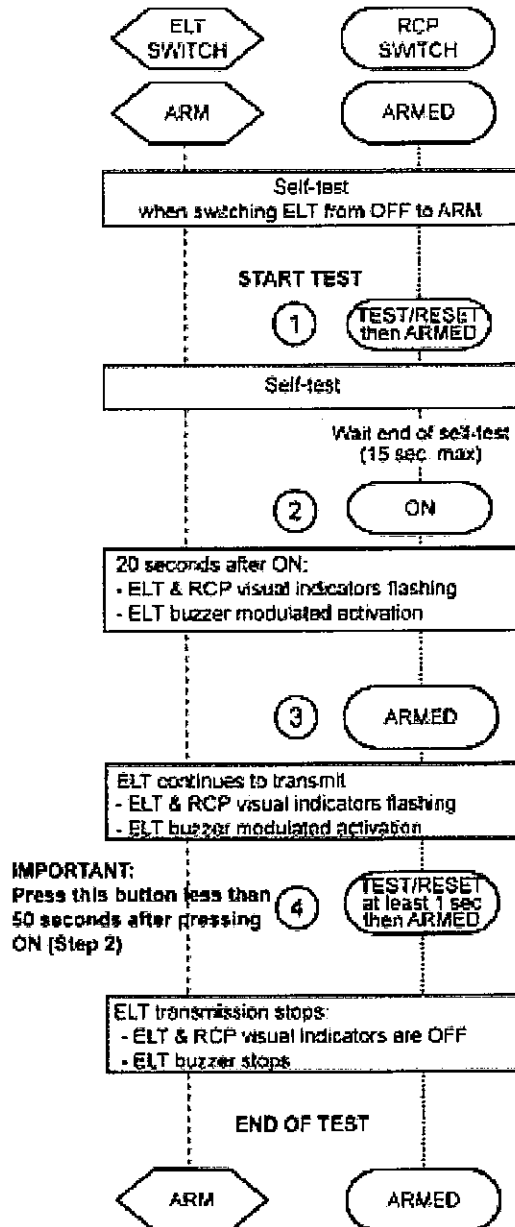 ELT
SWITCH
RCP
SWITCH
ARM
ARMED
Self-test
when switching ELT from OFF to ARM
START TEST
1
TEST/RESET
then ARMED
Self-test
Wait end of self-test
(15 sec. max)
2
ON
20 seconds after ON:
- ELT & RCP visual indicators flashing
- ELT buzzer modulated activation
3
ARMED
ELT continues to transmit
- ELT & RCP visual indicators flashing
- ELT buzzer modulated activation
IMPORTANT:
Press this button less than
50 seconds after pressing
ON (Step 2)
4
TEST/RESET
at least 1 sec
then ARMED
ELT transmission stops:
- ELT & RCP visual indicators are OFF
- ELT buzzer stops
END OF TEST
ARM
ARMED